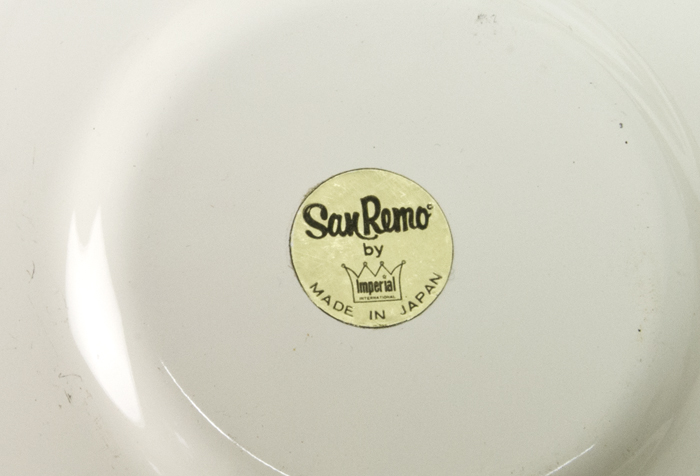 SanRemo©
by
Imperial
INTERNATIONAL
MADE IN JAPAN